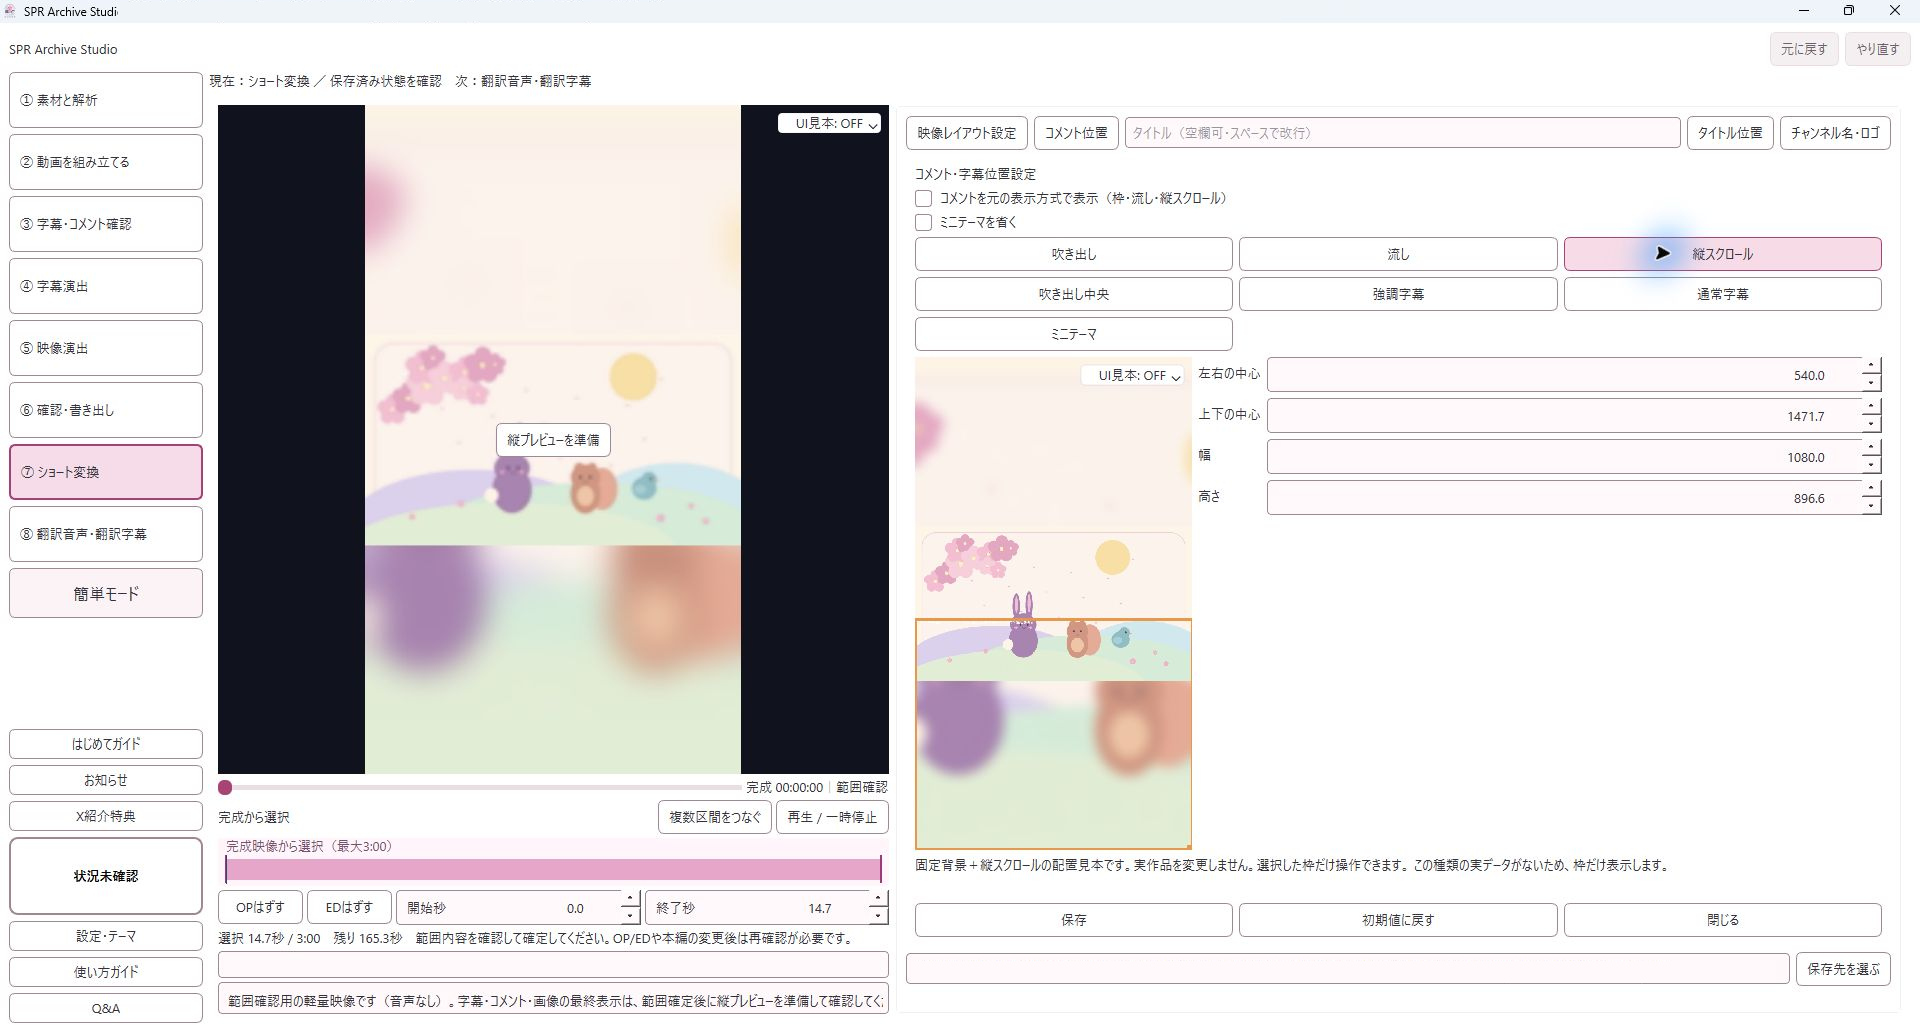 SPR Archive Studi
SPR Archive Studio
元に戻す
やり直す
① 素材と解析
② 動画を組み立てる
③ 字幕・コメント確認
④ 字幕演出
⑤ 映像演出
⑥ 確認・書き出し
⑦ ショート変換
⑧ 翻訳音声・翻訳字幕
簡単モード
はじめてガイド
お知らせ
X紹介特典
状況未確認
設定・テーマ
使い方ガイド
Q&A
現在：ショート変換 ／ 保存済み状態を確認　次：翻訳音声・翻訳字幕
UI見本: OFF
縦プレビューを準備
完成 00:00:00
範囲確認
完成から選択
複数区間をつなぐ
再生 / 一時停止
完成映像から選択（最大3:00）
OPはずす
EDはずす
開始秒 0.0
終了秒 14.7
選択 14.7秒 / 3:00　残り 165.3秒　範囲内容を確認して確定してください。OP/EDや本編の変更後は再確認が必要です。
範囲確認用の軽量映像です（音声なし）。字幕・コメント・画像の最終表示は、範囲確定後に縦プレビューを準備して確認してく
映像レイアウト設定
コメント位置
タイトル（空欄可・スペースで改行）
タイトル位置
チャンネル名・ロゴ
コメント・字幕位置設定
コメントを元の表示方式で表示（枠・流し・縦スクロール）
ミニテーマを省く
吹き出し
流し
縦スクロール
吹き出し中央
強調字幕
通常字幕
ミニテーマ
UI見本: OFF
左右の中心 540.0
上下の中心 1471.7
幅 1080.0
高さ 896.6
固定背景＋縦スクロールの配置見本です。実作品を変更しません。選択した枠だけ操作できます。 この種類の実データがないため、枠だけ表示します。
保存
初期値に戻す
閉じる
保存先を選ぶ